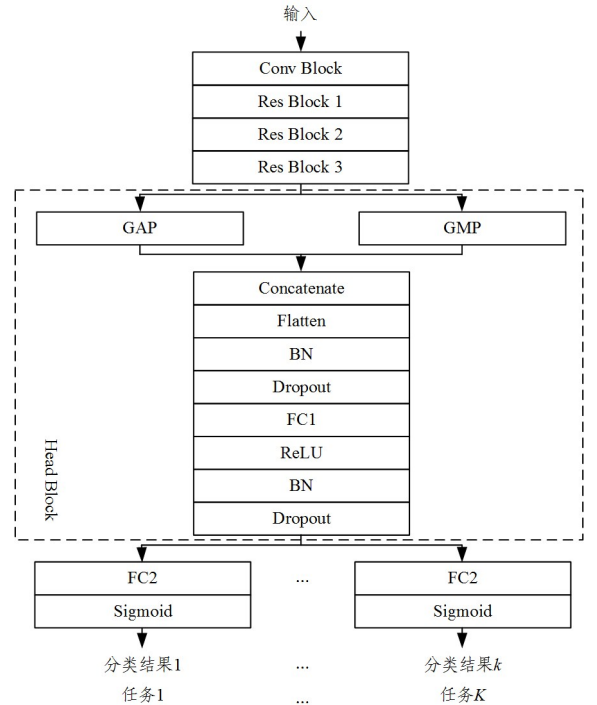 输入
Conv Block
Res Block 1
Res Block 2
Res Block 3
GAP
GMP
Concatenate
Flatten
BN
Dropout
FC1
ReLU
BN
Dropout
Head Block
FC2
...
FC2
Sigmoid
Sigmoid
分类结果1
...
分类结果k
任务1
...
任务K